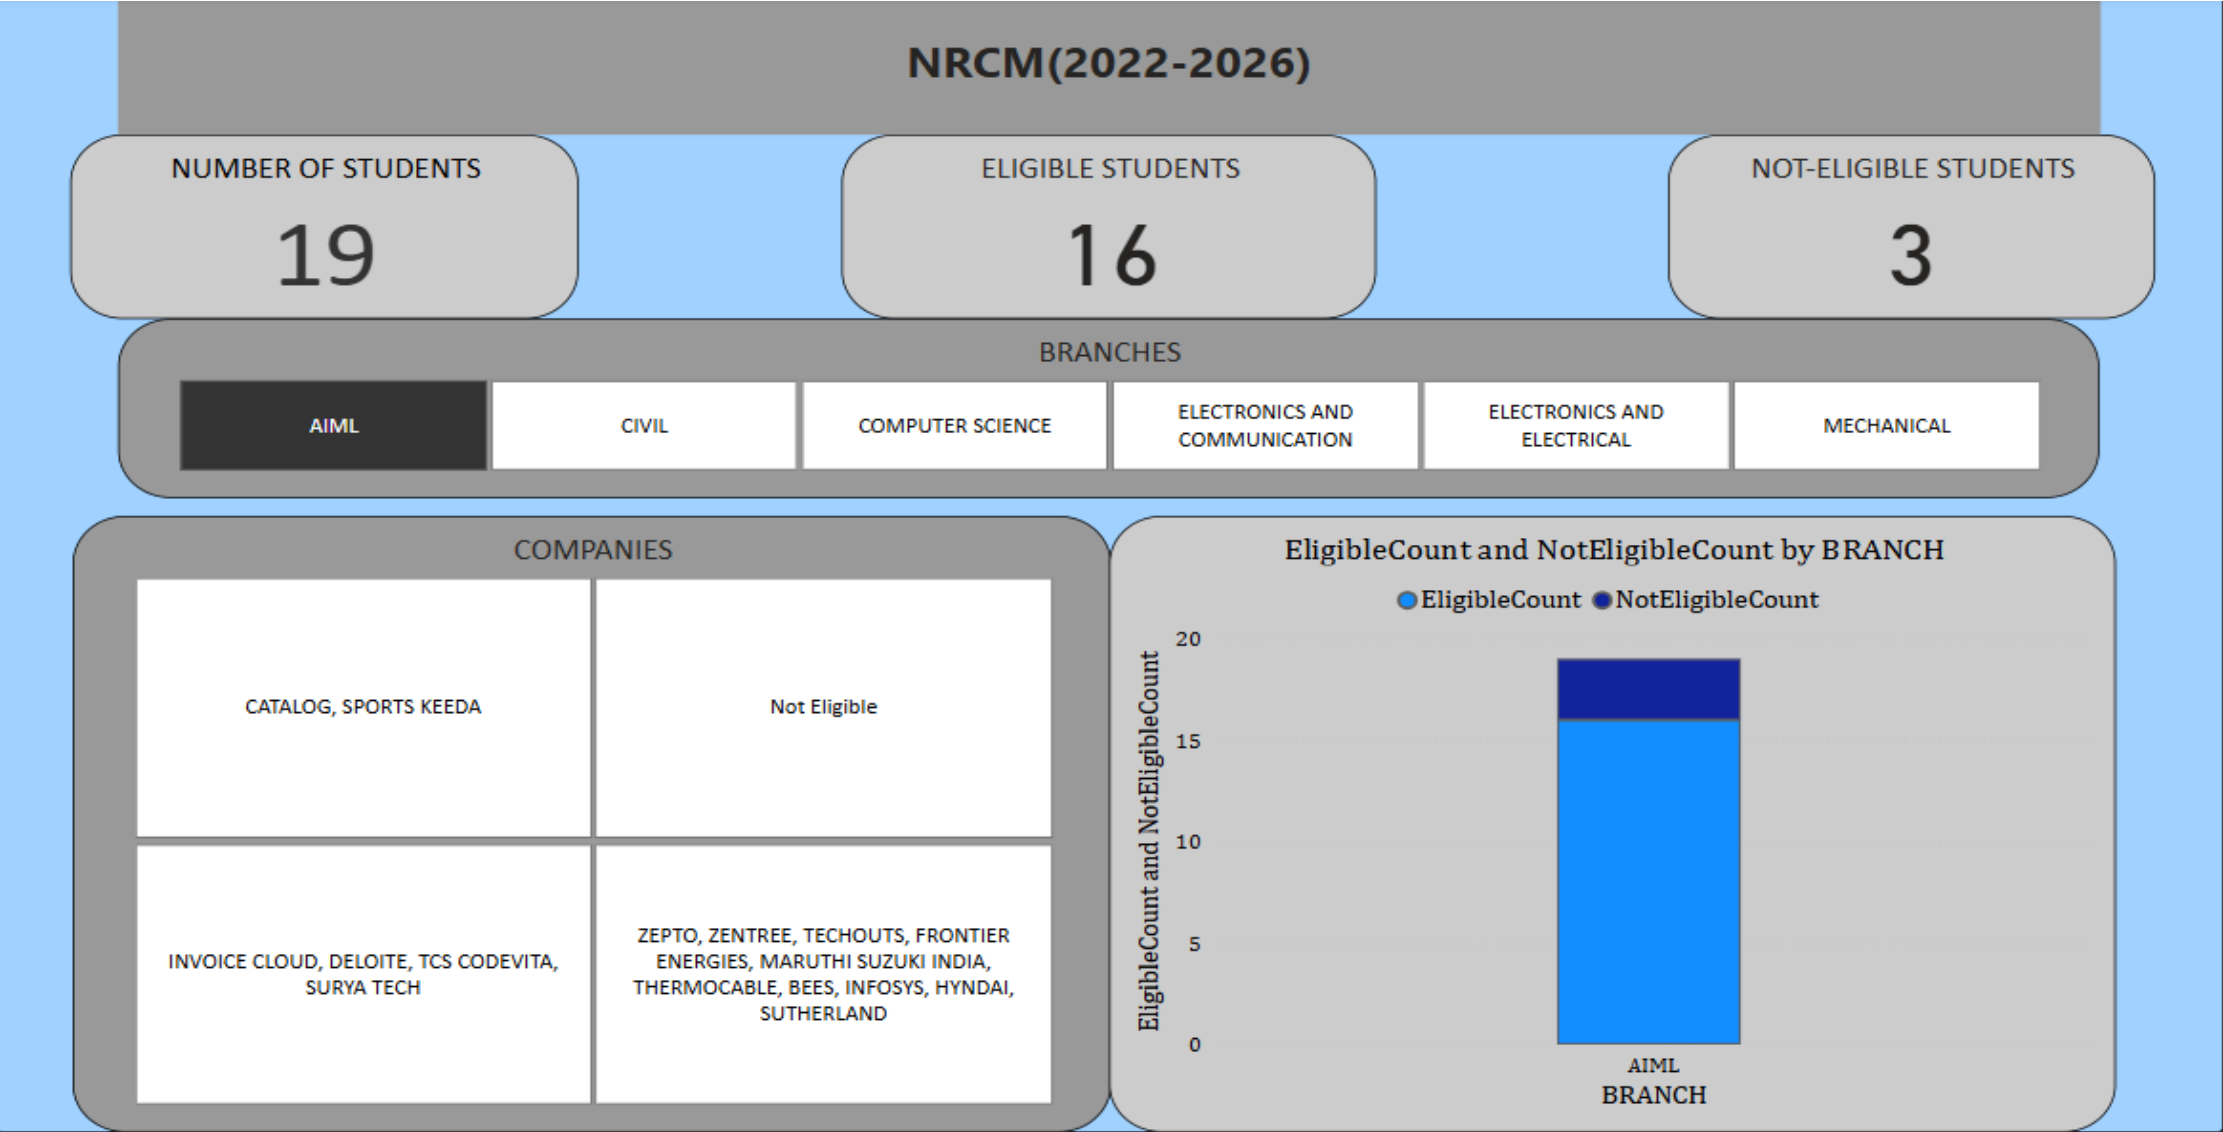 NRCM(2022-2026)
NUMBER OF STUDENTS
19
ELIGIBLE STUDENTS
16
NOT-ELIGIBLE STUDENTS
3
BRANCHES
AIML
CIVIL
COMPUTER SCIENCE
ELECTRONICS AND
COMMUNICATION
ELECTRONICS AND
ELECTRICAL
MECHANICAL
COMPANIES
CATALOG, SPORTS KEEDA
Not Eligible
INVOICE CLOUD, DELOITE, TCS CODEVITA,
SURYA TECH
ZEPTO, ZENTREE, TECHOUTS, FRONTIER
ENERGIES, MARUTHI SUZUKI INDIA,
THERMOCABLE, BEES, INFOSYS, HYNDAI,
SUTHERLAND
EligibleCount and NotEligibleCount by BRANCH
EligibleCount NotEligibleCount
EligibleCount and NotEligibleCount
20
15
10
5
0
AIML
BRANCH